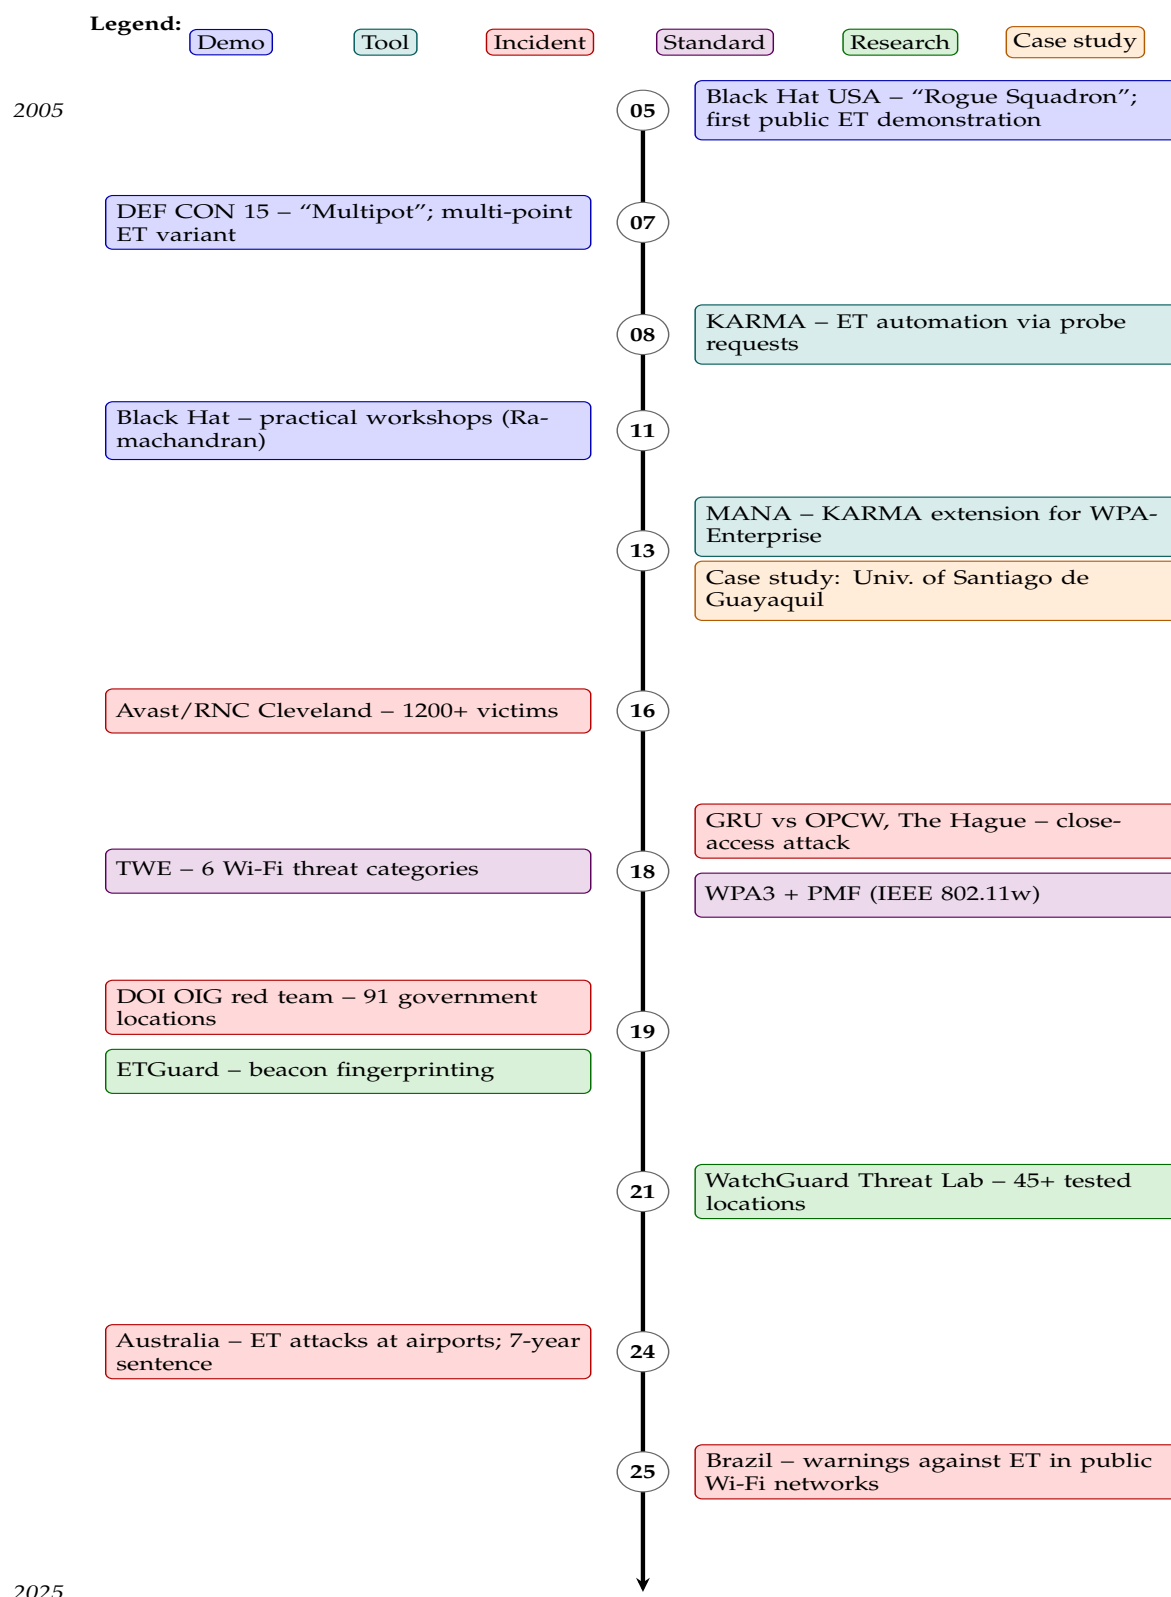 Legend:
Demo Tool Incident Standard Research Case study
2005
05
Black Hat USA – “Rogue Squadron”;
first public ET demonstration
DEF CON 15 – “Multipot”; multi-point
ET variant
07
08
KARMA – ET automation via probe
requests
Black Hat – practical workshops (Ra-
machandran)
11
13
MANA – KARMA extension for WPA-
Enterprise
Case study: Univ. of Santiago de
Guayaquil
Avast/RNC Cleveland – 1200+ victims
16
GRU vs OPCW, The Hague – close-
access attack
TWE – 6 Wi-Fi threat categories
18
WPA3 + PMF (IEEE 802.11w)
DOI OIG red team – 91 government
locations
19
ETGuard – beacon fingerprinting
21
WatchGuard Threat Lab – 45+ tested
locations
Australia – ET attacks at airports; 7-year
sentence
24
25
Brazil – warnings against ET in public
Wi-Fi networks
2025